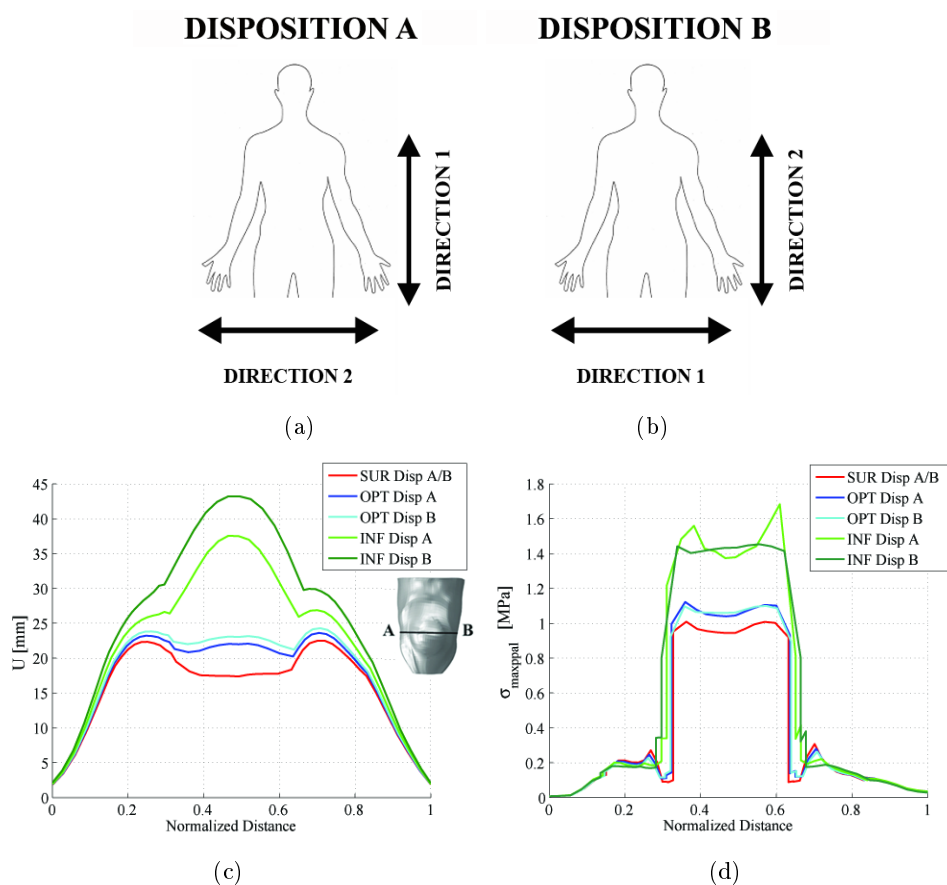 DISPOSITION A
DISPOSITION B
DIRECTION 1
DIRECTION 2
DIRECTION 2
DIRECTION 1
(a)
(b)
SUR Disp A/B
OPT Disp A
OPT Disp B
INF Disp A
INF Disp B
45
40
35
30
25
20
15
10
5
0
U [mm]
A
B
0
0.2
0.4
0.6
0.8
1
Normalized Distance
SUR Disp A/B
OPT Disp A
OPT Disp B
INF Disp A
INF Disp B
1.8
1.6
1.4
1.2
1
0.8
0.6
0.4
0.2
0
σmaxppal [MPa]
0
0.2
0.4
0.6
0.8
1
Normalized Distance
(c)
(d)